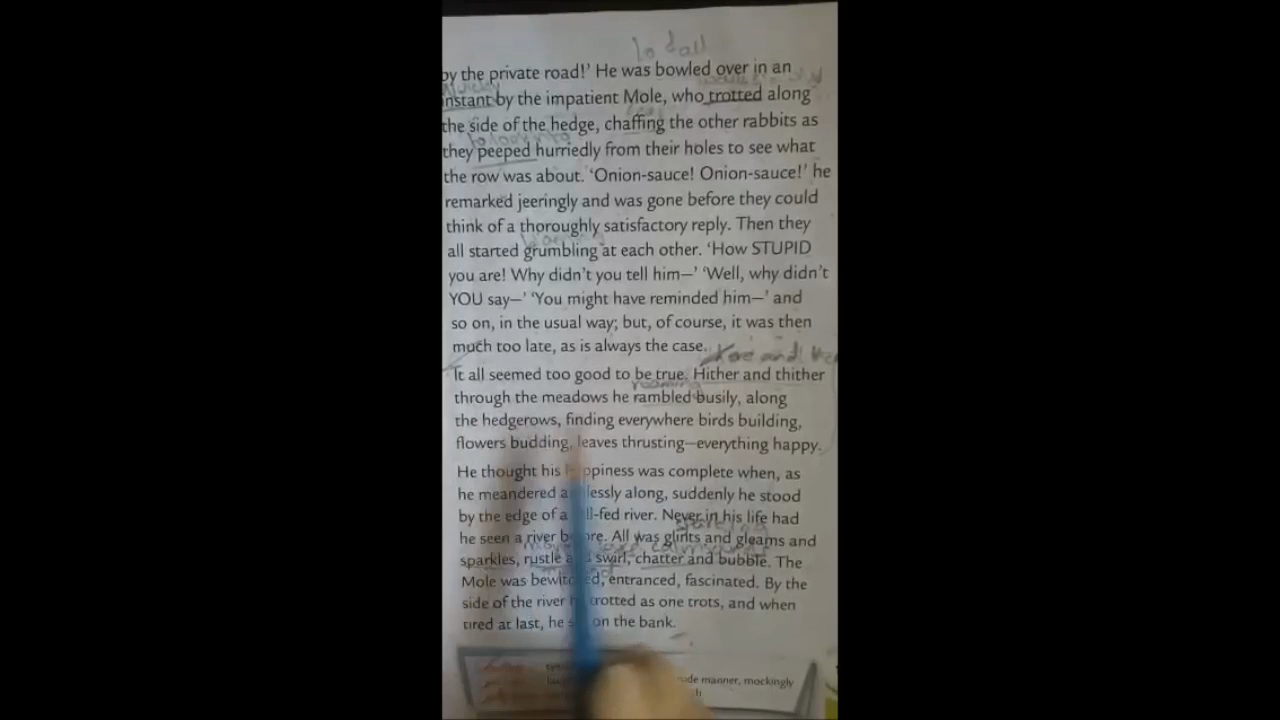 to fall
by the private road!' He was bowled over in an
instant by the impatient Mole, who trotted along
the side of the hedge, chaffing the other rabbits as
they peeped hurriedly from their holes to see what
the row was about. 'Onion-sauce! Onion-sauce!' he
remarked jeeringly and was gone before they could
think of a thoroughly satisfactory reply. Then they
all started grumbling at each other. 'How STUPID
you are! Why didn't you tell him—' 'Well, why didn't
YOU say—' 'You might have reminded him—' and
so on, in the usual way; but, of course, it was then
much too late, as is always the case.
It all seemed too good to be true. Hither and thither
roaming
through the meadows he rambled busily, along
the hedgerows, finding everywhere birds building,
flowers budding, leaves thrusting—everything happy.
He thought his ppiness was complete when, as
he meandered a lessly along, suddenly he stood
by the edge of a ll-fed river. Never in his life had
he seen a river b re. All was glints and gleams and
sparkles, rustle swirl, chatter and bubble. The
Mole was bewit ed, entranced, fascinated. By the
side of the river trotted as one trots, and when
tired at last, he s on the bank.
manner, mockingly